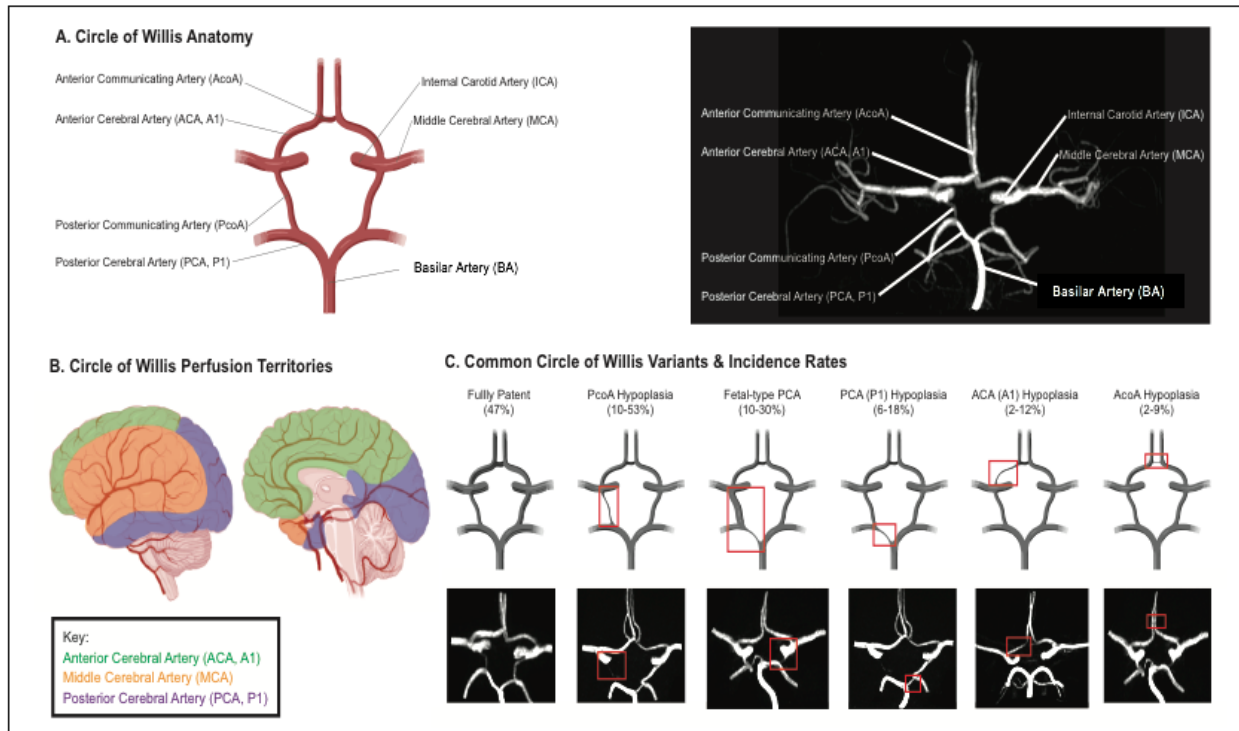 A. Circle of Willis Anatomy
Anterior Communicating Artery (AcoA)
Anterior Cerebral Artery (ACA, A1)
Internal Carotid Artery (ICA)
Middle Cerebral Artery (MCA)
Posterior Communicating Artery (PcoA)
Posterior Cerebral Artery (PCA, P1)
Basilar Artery (BA)
Anterior Communicating Artery (AcoA)
Anterior Cerebral Artery (ACA, A1)
Internal Carotid Artery (ICA)
Middle Cerebral Artery (MCA)
Posterior Communicating Artery (PcoA)
Posterior Cerebral Artery (PCA, P1)
Basilar Artery (BA)
B. Circle of Willis Perfusion Territories
Key:
Anterior Cerebral Artery (ACA, A1)
Middle Cerebral Artery (MCA)
Posterior Cerebral Artery (PCA, P1)
C. Common Circle of Willis Variants & Incidence Rates
Fullly Patent
(47%)
PcoA Hypoplasia
(10-53%)
Fetal-type PCA
(10-30%)
PCA (P1) Hypoplasia
(6-18%)
ACA (A1) Hypoplasia
(2-12%)
AcoA Hypoplasia
(2-9%)